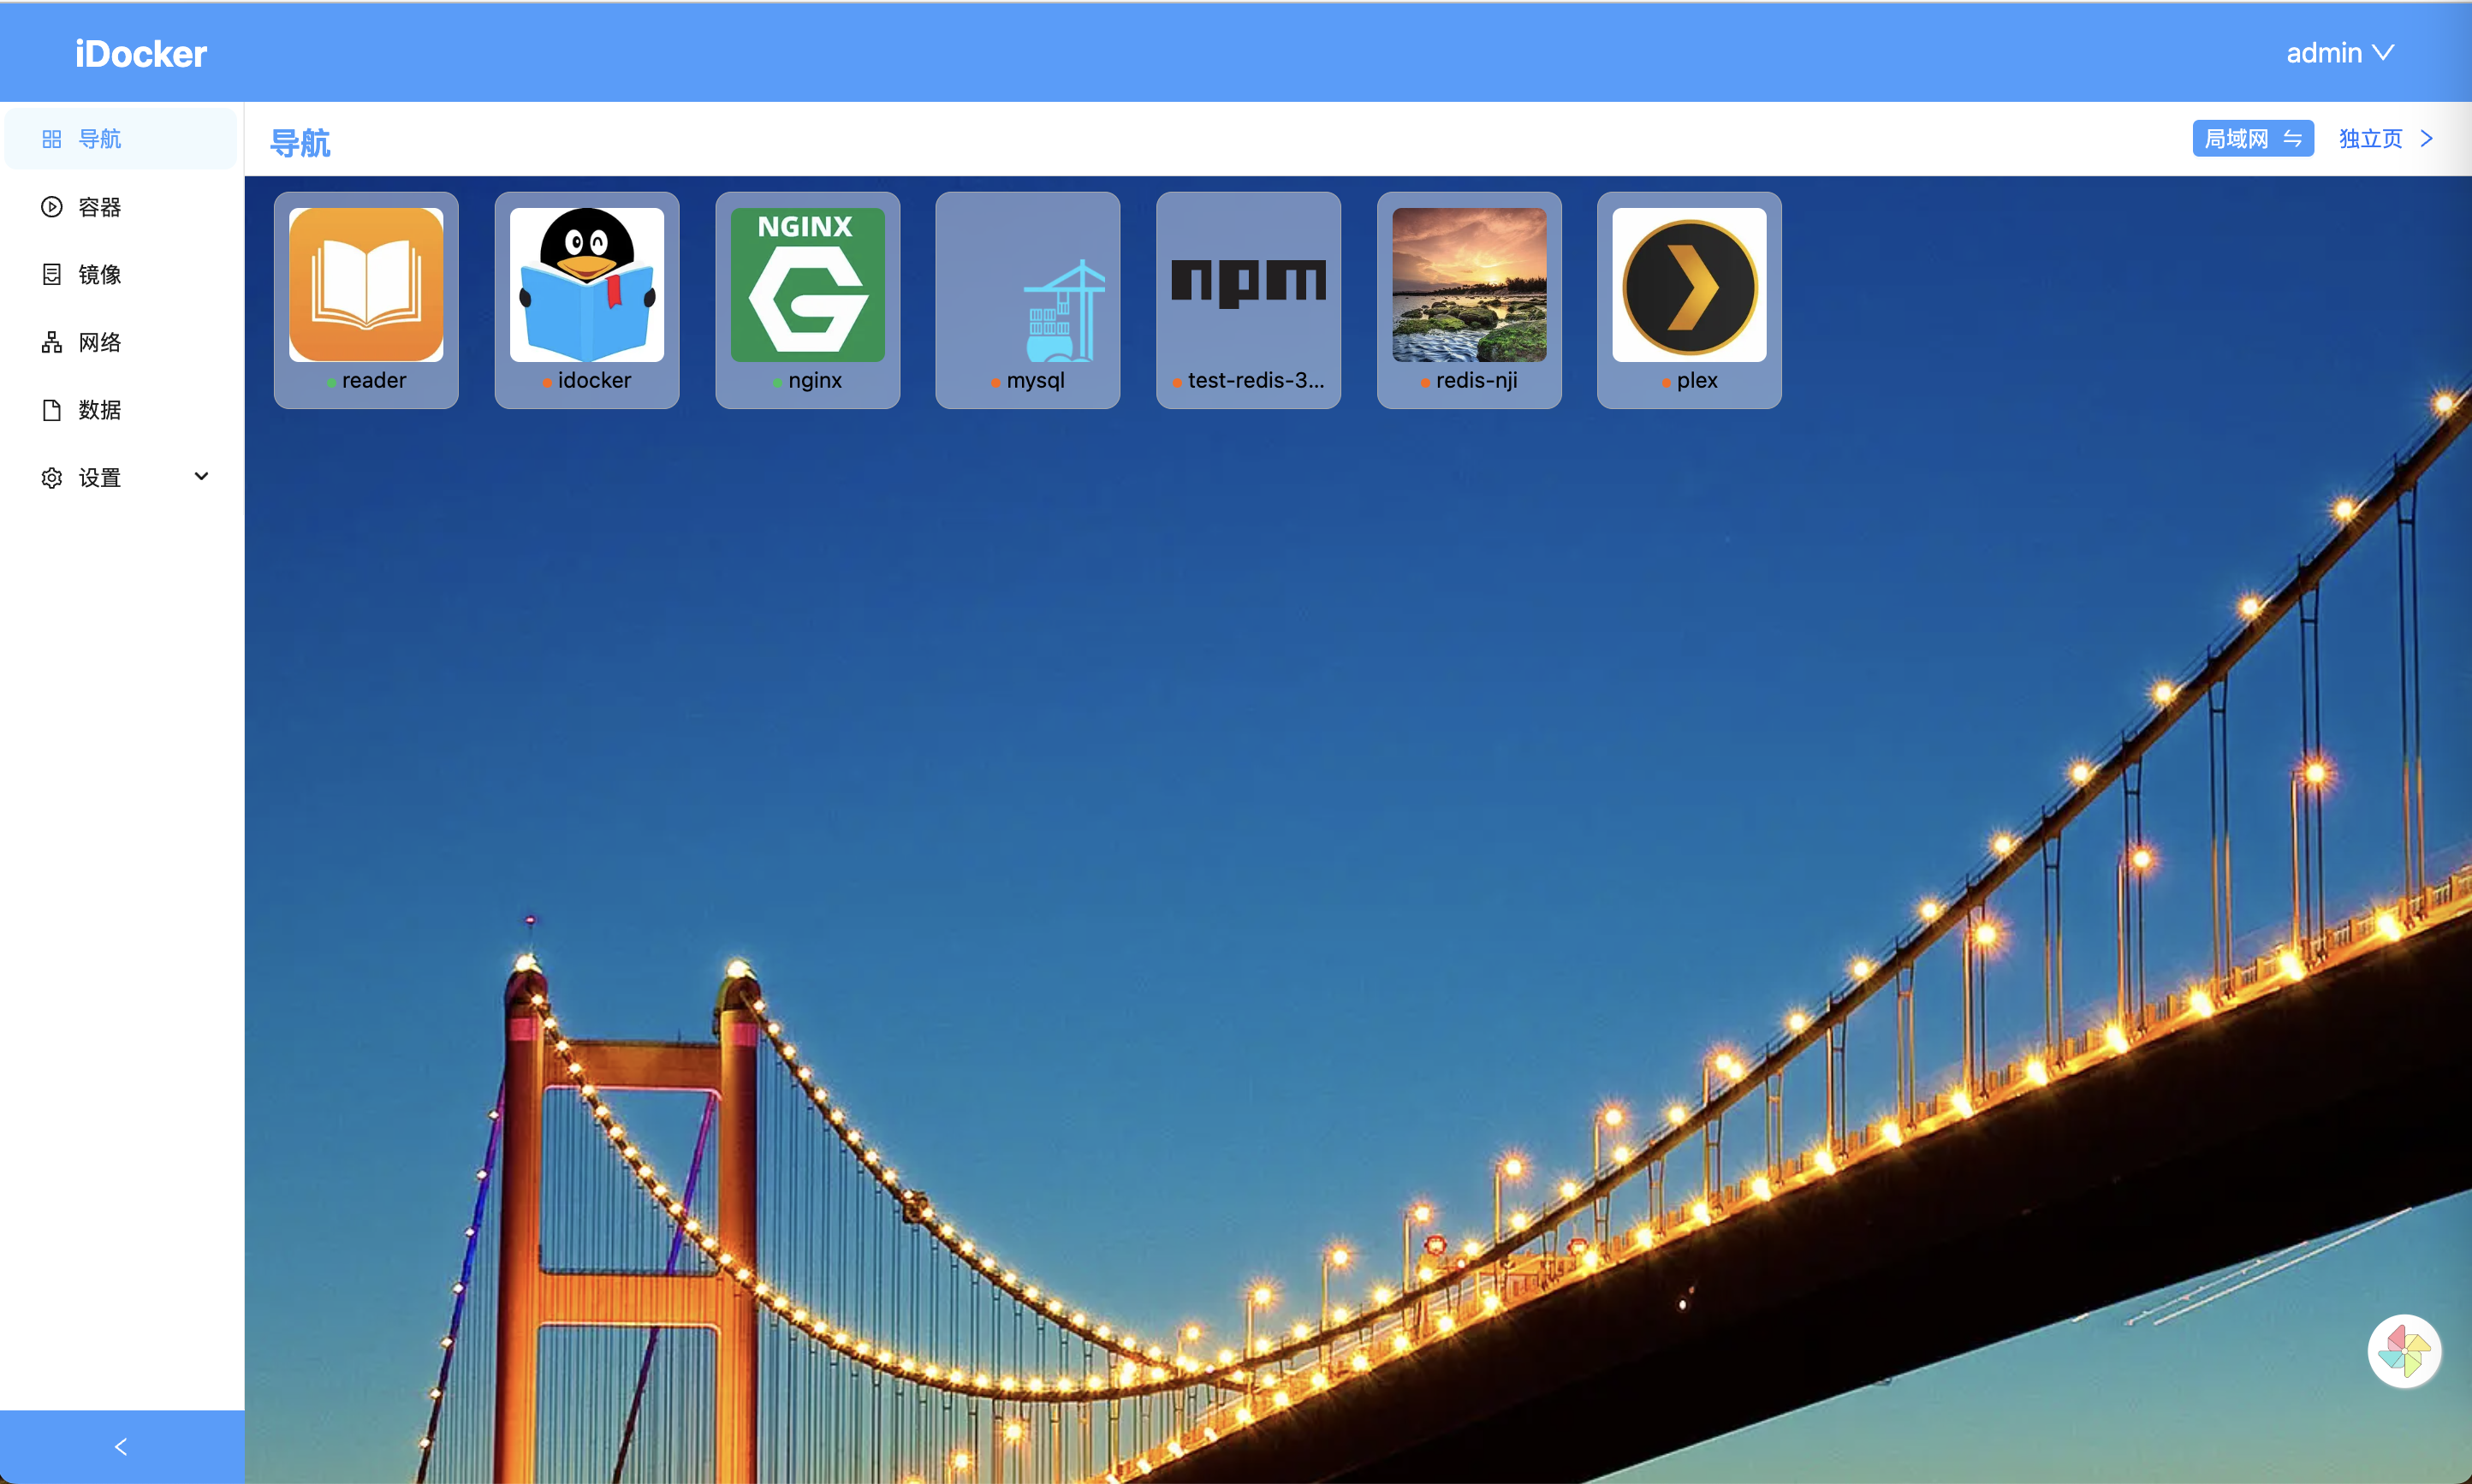 iDocker
admin
导航
容器
镜像
网络
数据
设置
导航
局域网
独立页
NGINX
npm
reader
idocker
nginx
mysql
test-redis-3...
redis-nji
plex